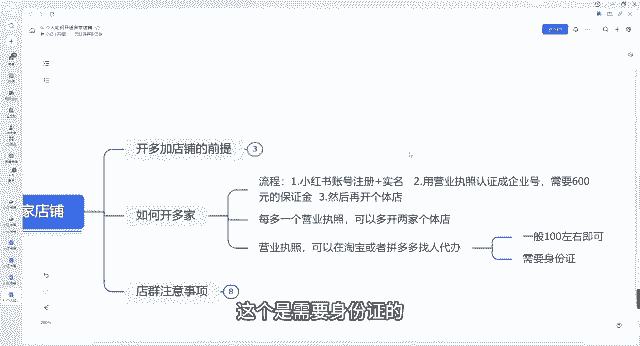 开多加店铺的前提
3
流程：1.小红书账号注册+实名 2.用营业执照认证成企业号，需要600
元的保证金 3.然后再开个体店
家店铺
如何开多家
每多一个营业执照，可以多开两家个体店
一般100左右即可
营业执照，可以在淘宝或者拼多多找人代办
需要身份证
店群注意事项
8
这个是需要身份证的